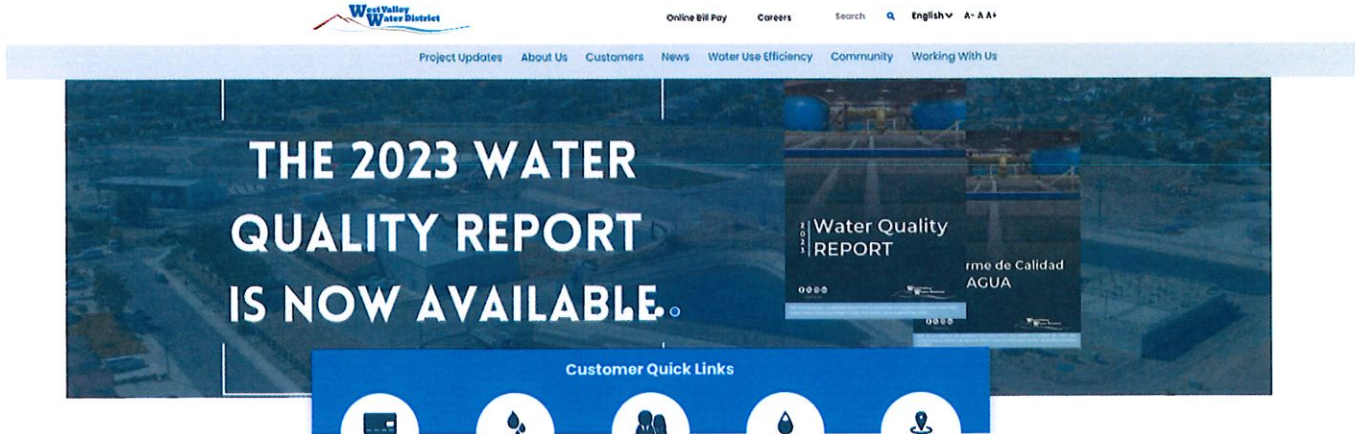 West Valley
Water District
Online Bill Pay Careers Search English A- A A+
Project Updates About Us Customers News Water Use Efficiency Community Working With Us
THE 2023 WATER
QUALITY REPORT
IS NOW AVAILABLE.
2023
Water Quality
REPORT
rme de Calidad
AGUA
Customer Quick Links